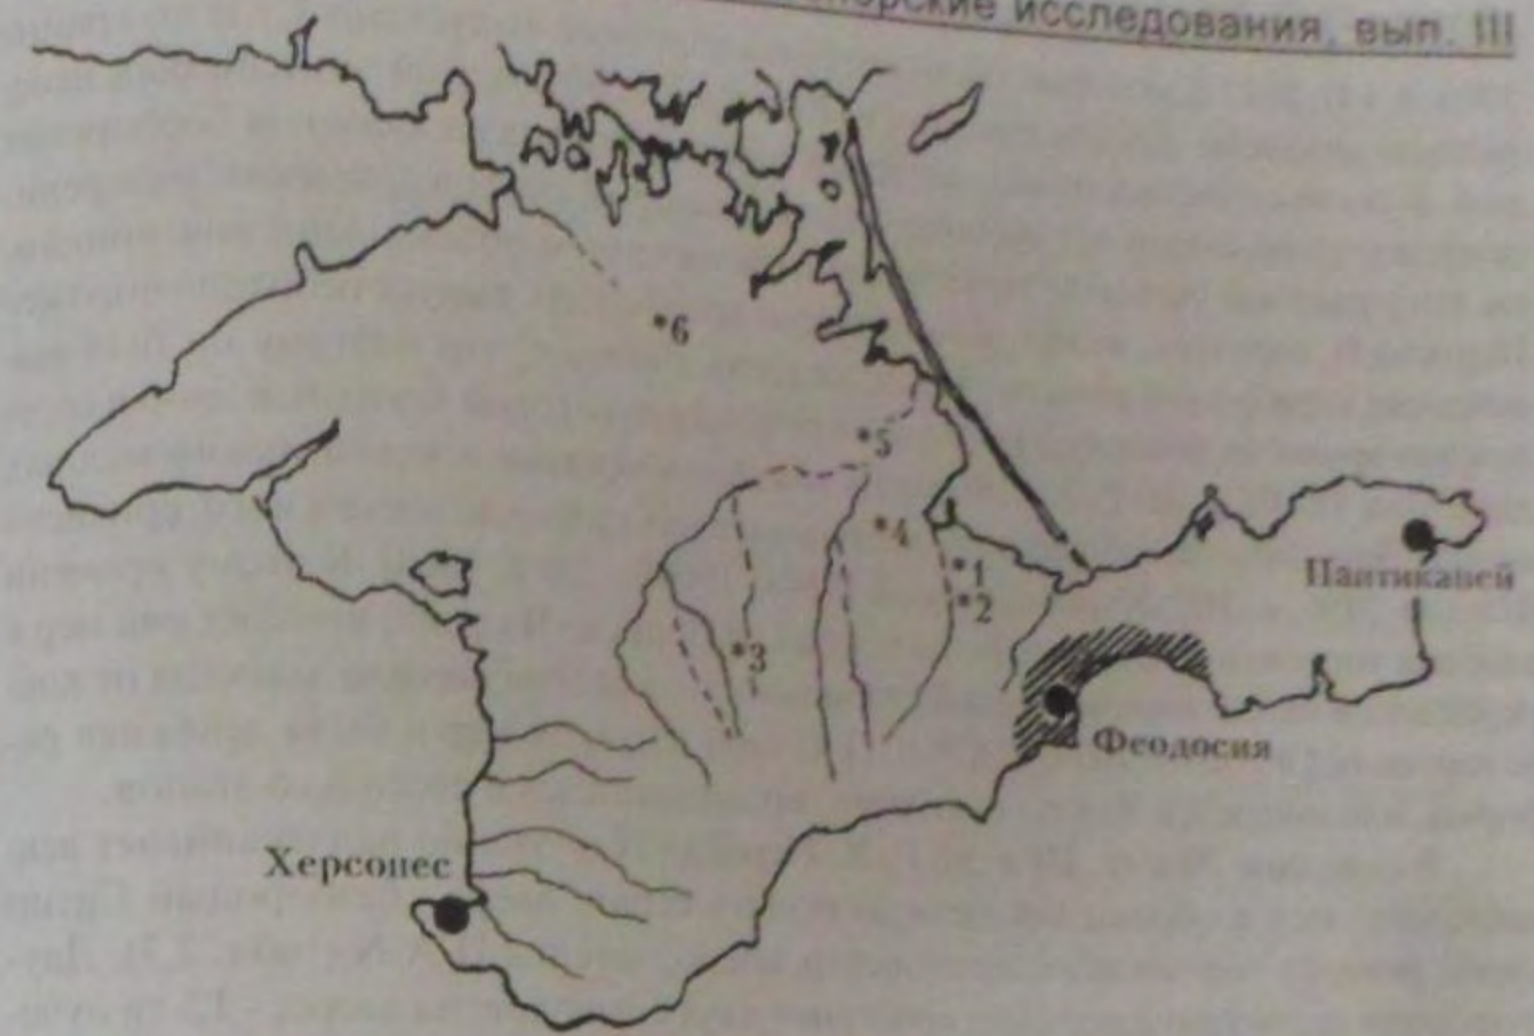 исследования, вып. III
*6
*5
*4
*1
Пантикапей
*2
*3
Феодосия
Херсонес